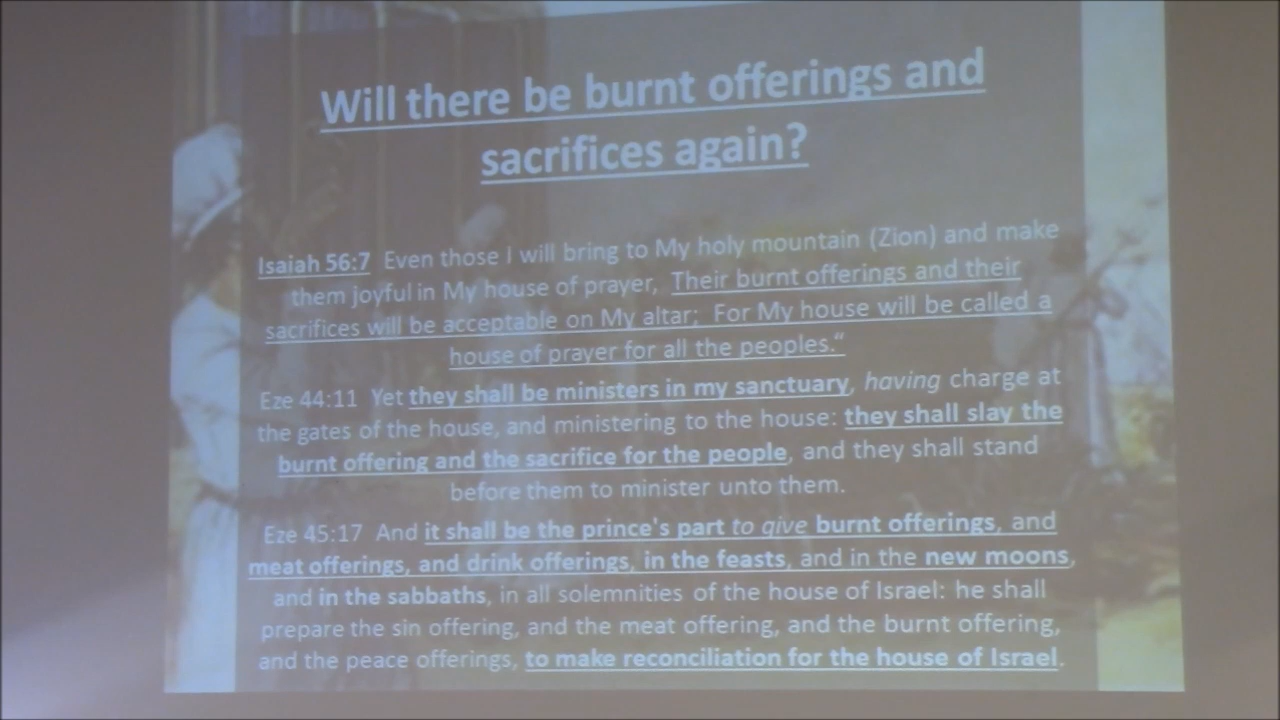 Will there be burnt offerings and
sacrifices again?
Isaiah 56:7 Even those I will bring to My holy mountain (Zion) and make
them joyful in My house of prayer, Their burnt offerings and their
sacrifices will be acceptable on My altar; For My house will be called a
house of prayer for all the peoples.“
Eze 44:11 Yet they shall be ministers in my sanctuary, having charge at
the gates of the house, and ministering to the house: they shall slay the
burnt offering and the sacrifice for the people, and they shall stand
before them to minister unto them.
Eze 45:17 And it shall be the prince's part to give burnt offerings, and
meat offerings, and drink offerings, in the feasts, and in the new moons,
and in the sabbaths, in all solemnities of the house of Israel: he shall
prepare the sin offering, and the meat offering, and the burnt offering,
and the peace offerings, to make reconciliation for the house of Israel.